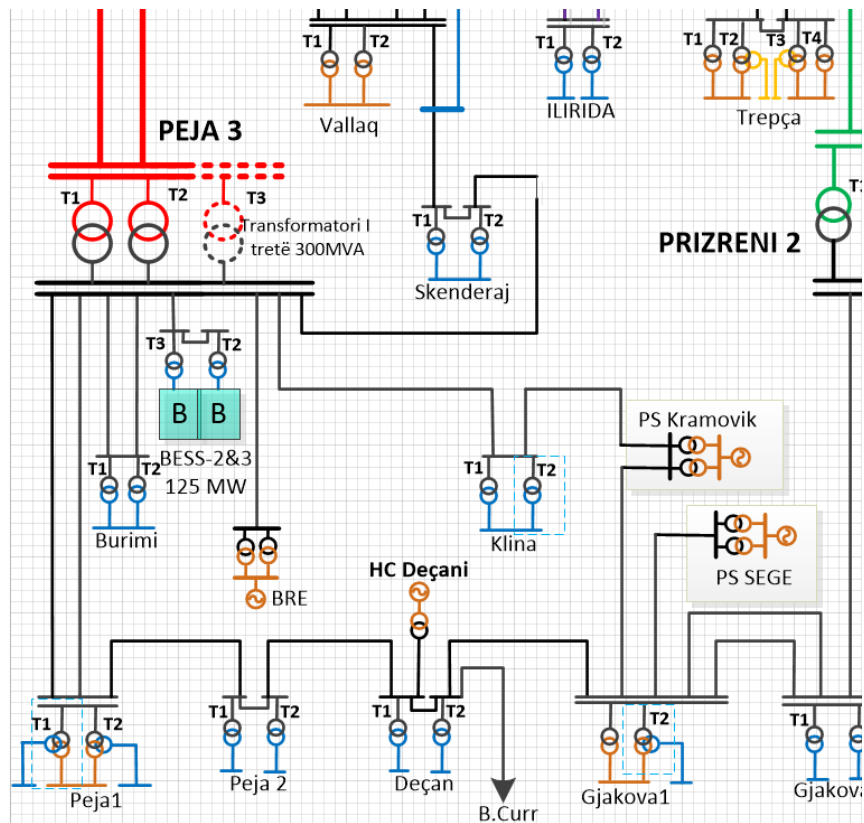 T1
T2
Vallaq
T1
T2
ILIRIDA
T1
T2
T3
T4
Trepça
PEJA 3
T1
T2
T3
Transformatori I
tretë 300MVA
T1
T2
Skenderaj
PRIZRENI 2
T3
T2
B
B
BESS-2&3
125 MW
T1
T2
Burimi
T1
T2
Klina
PS Kramovik
PS SEGE
BRE
HC Deçani
T1
T2
Peja1
T1
T2
Peja 2
T1
T2
Deçan
B.Curr
T2
Gjakova1
T1
Gjakova